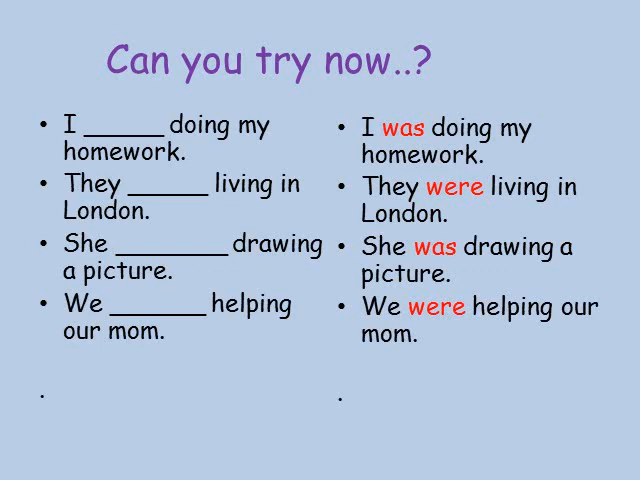 Can you try now..?
• I _____ doing my
homework.
• They _____ living in
London.
• She _______ drawing
a picture.
• We ______ helping
our mom.
.
• I was doing my
homework.
• They were living in
London.
• She was drawing a
picture.
• We were helping our
mom.
.